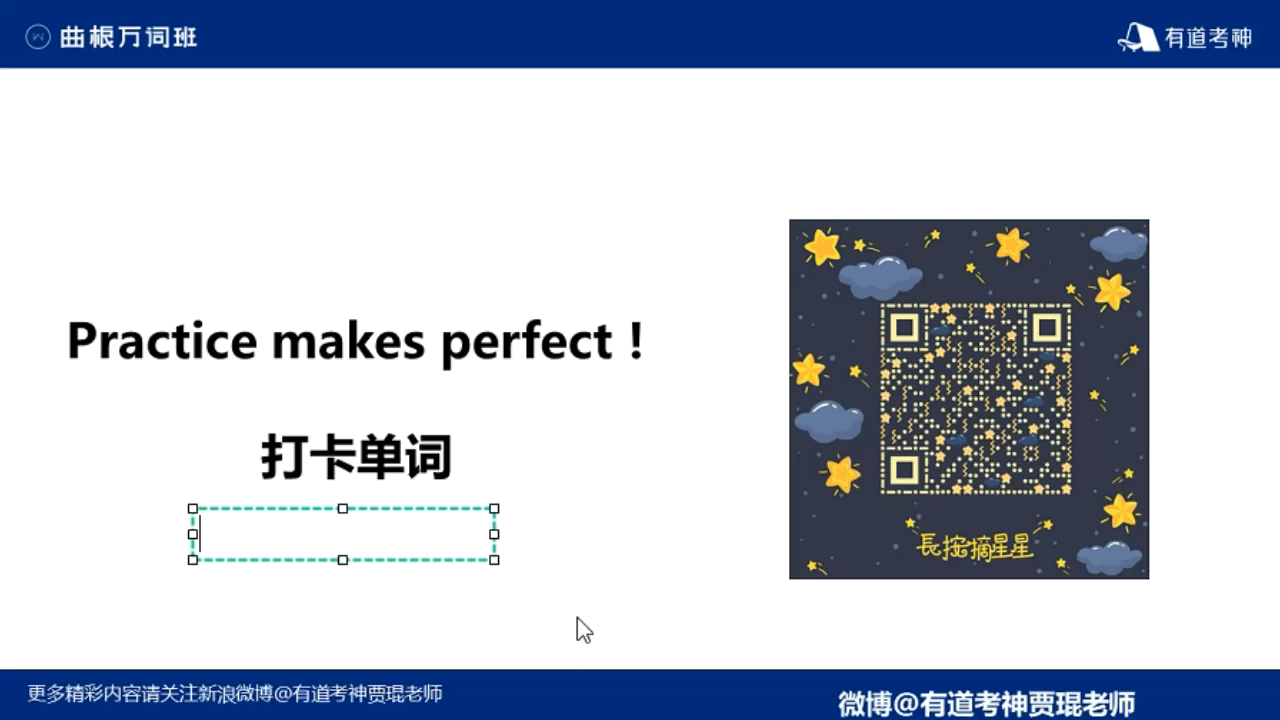 曲根万词班
有道考神
Practice makes perfect !
打卡单词
長按摘星星
更多精彩内容请关注新浪微博@有道考神贾琨老师
微博@有道考神贾琨老师